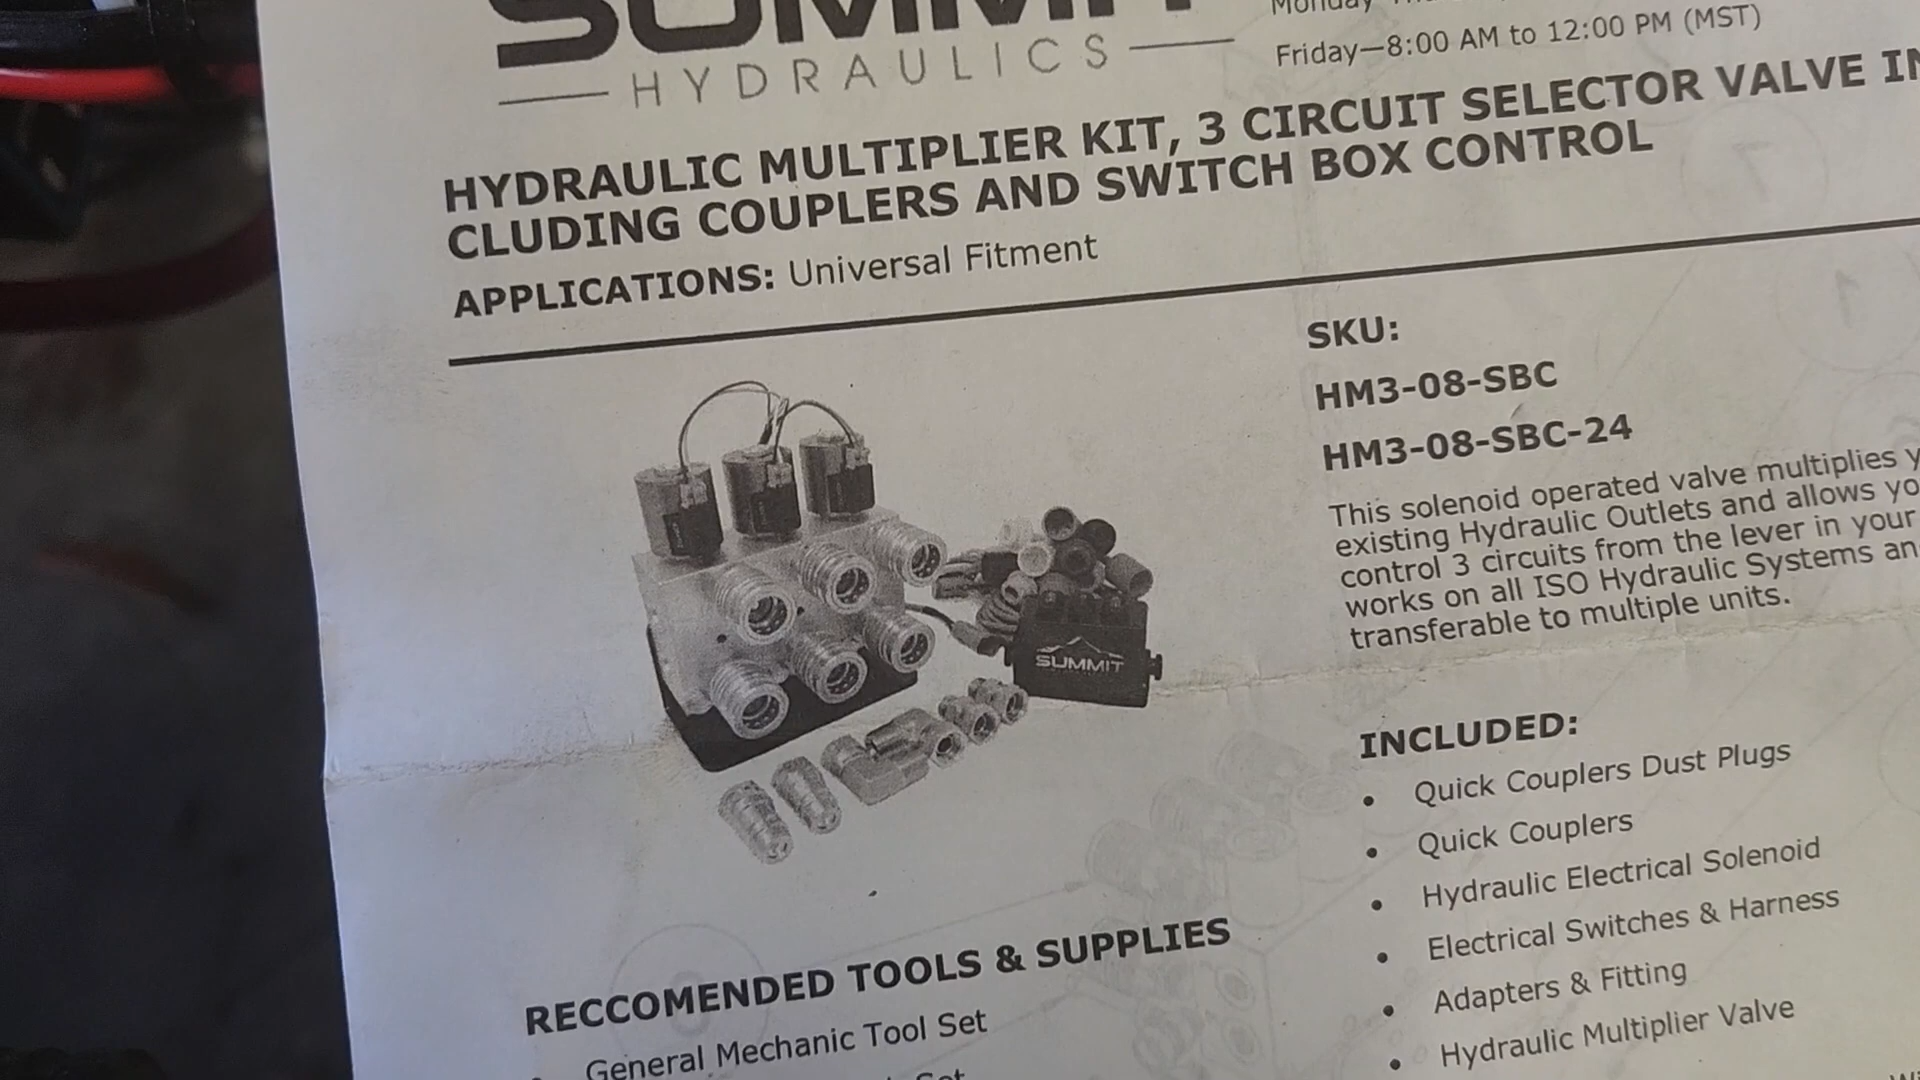 SUMMIT
HYDRAULICS
Monday
Friday—8:00 AM to 12:00 PM (MST)
HYDRAULIC MULTIPLIER KIT, 3 CIRCUIT SELECTOR VALVE IN
CLUDING COUPLERS AND SWITCH BOX CONTROL
APPLICATIONS: Universal Fitment
SKU:
HM3-08-SBC
HM3-08-SBC-24
This solenoid operated valve multiplies y
existing Hydraulic Outlets and allows yo
control 3 circuits from the lever in your
works on all ISO Hydraulic Systems an
transferable to multiple units.
SUMMIT
INCLUDED:
• Quick Couplers Dust Plugs
• Quick Couplers
• Hydraulic Electrical Solenoid
• Electrical Switches & Harness
• Adapters & Fitting
• Hydraulic Multiplier Valve
RECCOMENDED TOOLS & SUPPLIES
• General Mechanic Tool Set
Set